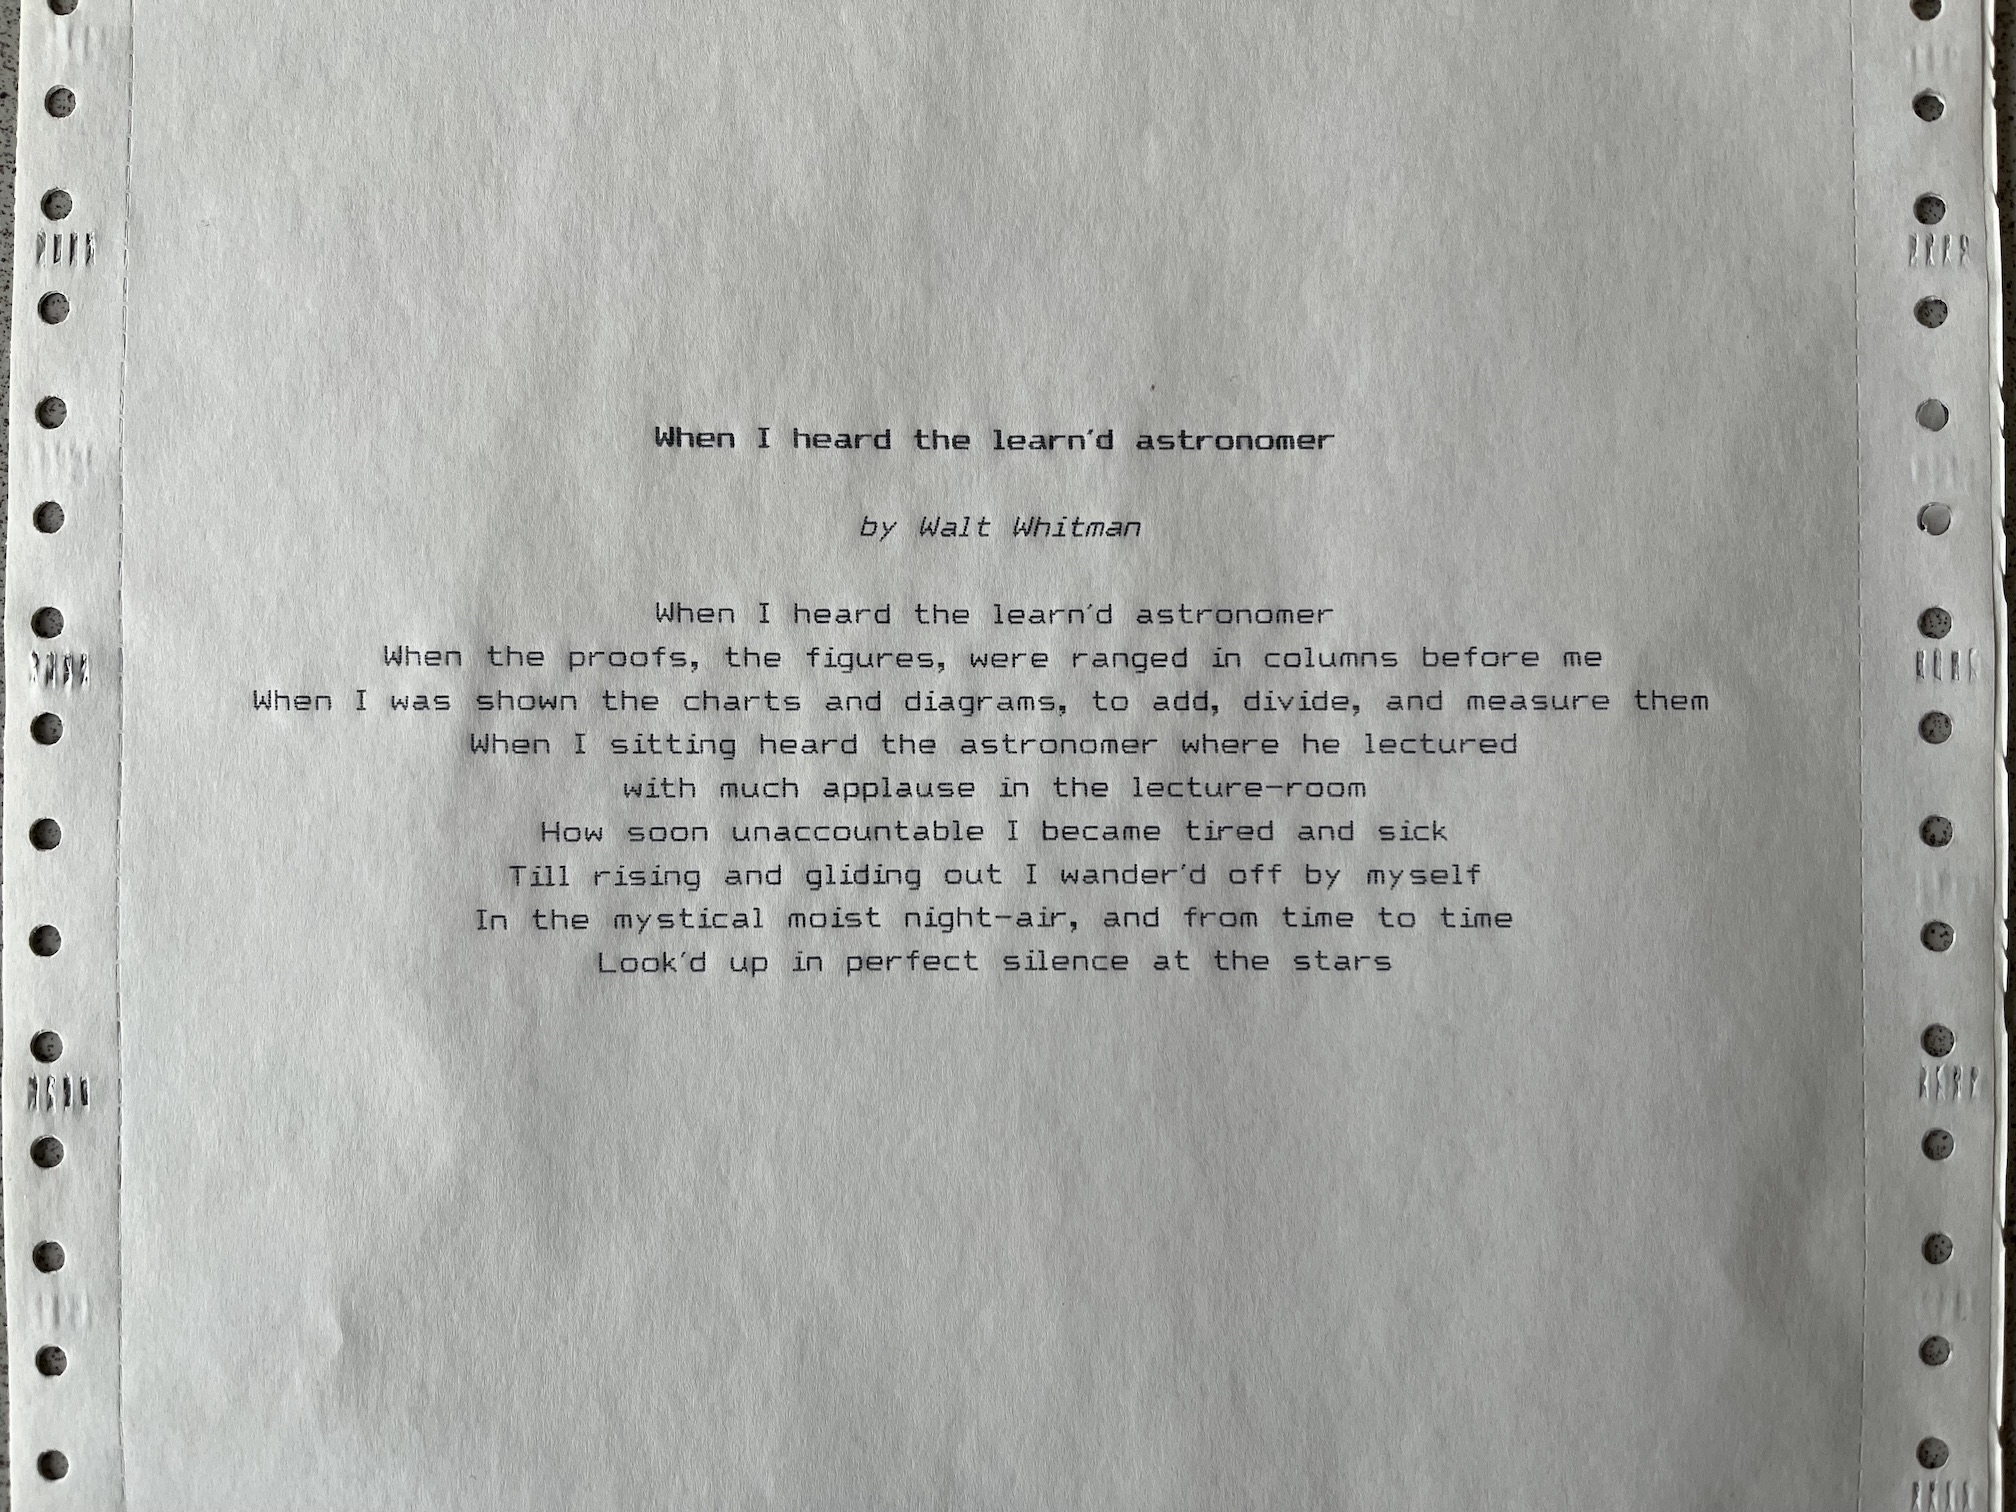 When I heard the learn'd astronomer
by Walt Whitman
When I heard the learn'd astronomer
When the proofs, the figures, were ranged in columns before me
When I was shown the charts and diagrams, to add, divide, and measure them
When I sitting heard the astronomer where he lectured
with much applause in the lecture-room
How soon unaccountable I became tired and sick
Till rising and gliding out I wander'd off by myself
In the mystical moist night-air, and from time to time
Look'd up in perfect silence at the stars